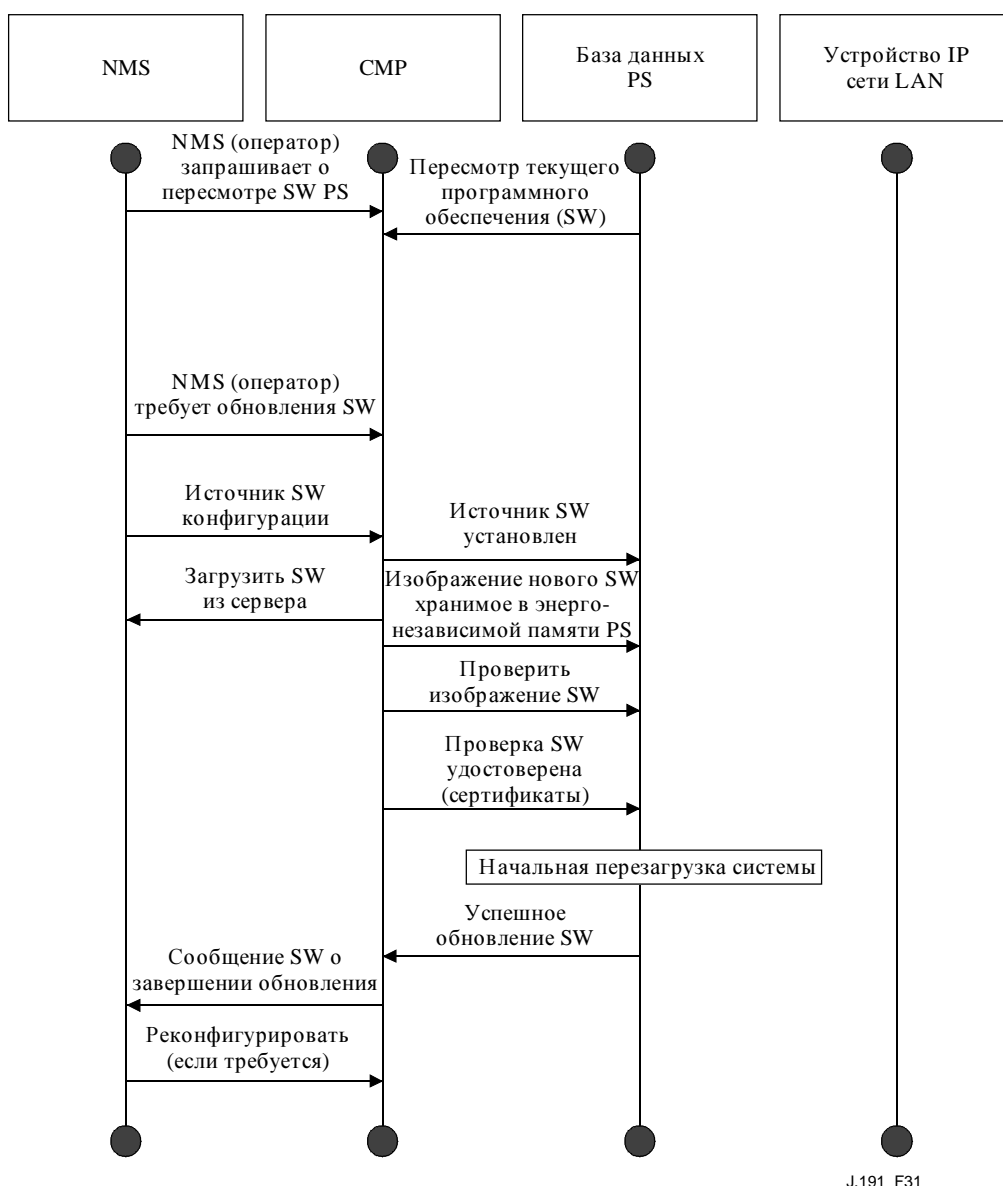 NMS
CMP
База данных
PS
Устройство IP
сети LAN
NMS (оператор)
запрашивает о
пересмотре SW PS
Пересмотр текущего
программного
обеспечения (SW)
NMS (оператор)
требует обновления SW
Источник SW
конфигурации
Источник SW
установлен
Загрузить SW
из сервера
Изображение нового SW
хранимое в энерго-
независимой памяти PS
Проверить
изображение SW
Проверка SW
удостоверена
(сертификаты)
Начальная перезагрузка системы
Успешное
обновление SW
Сообщение SW о
завершении обновления
Реконфигурировать
(если требуется)
J.191_F31